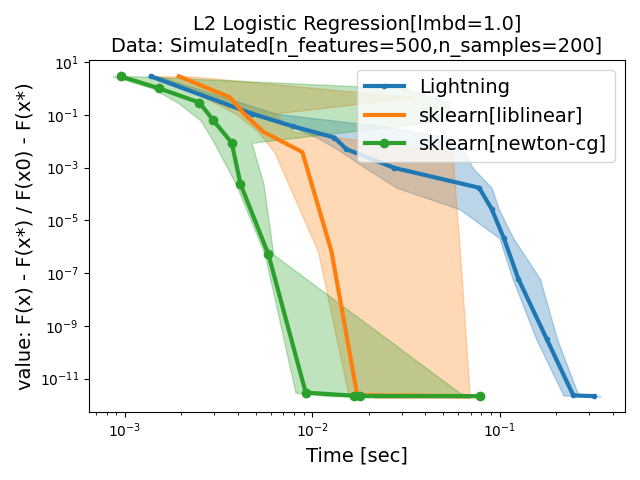 L2 Logistic Regression[lmbd=1.0]
Data: Simulated[n_features=500,n_samples=200]
value: F(x) - F(x*) / F(x0) - F(x*)
10¹
10⁻¹
10⁻³
10⁻⁵
10⁻⁷
10⁻⁹
10⁻¹¹
Lightning
sklearn[liblinear]
sklearn[newton-cg]
10⁻³
10⁻²
10⁻¹
Time [sec]